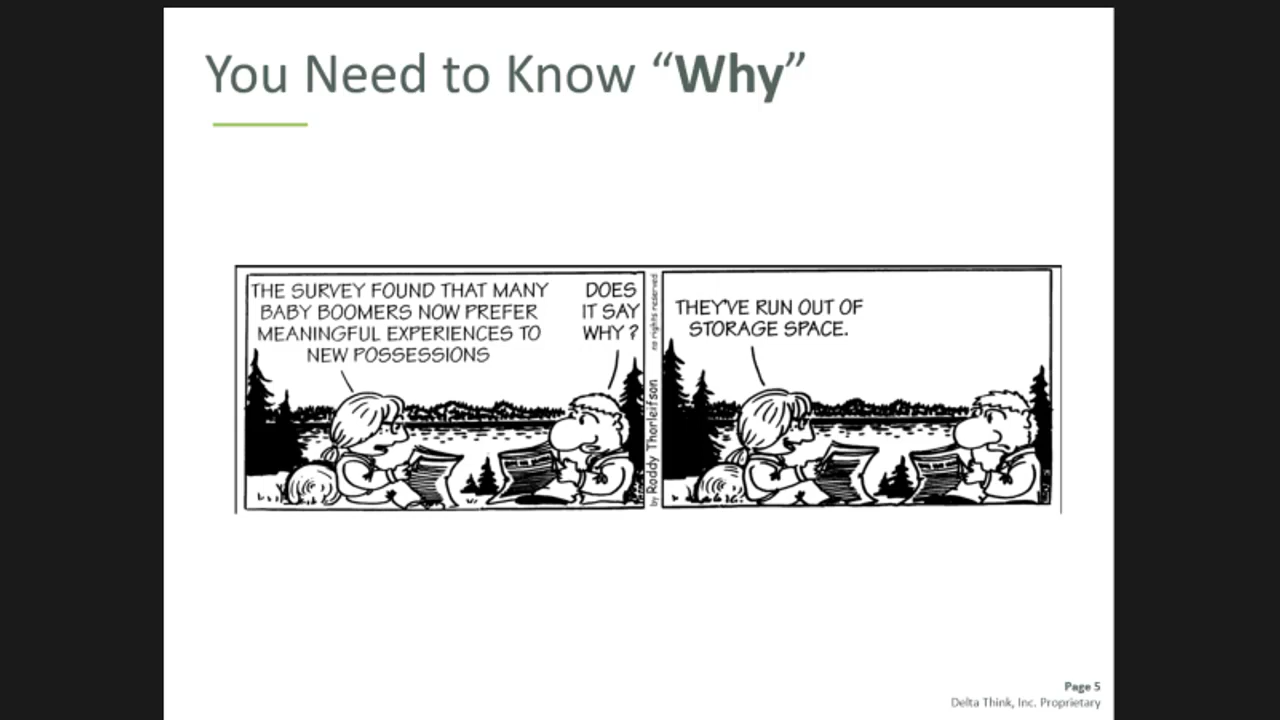 You Need to Know “Why”
THE SURVEY FOUND THAT MANY
BABY BOOMERS NOW PREFER
MEANINGFUL EXPERIENCES TO
NEW POSSESSIONS
DOES
IT SAY
WHY ?
by Roddy Thorleifson no rights reserved
THEY'VE RUN OUT OF
STORAGE SPACE.
Page 5
Delta Think, Inc. Proprietary